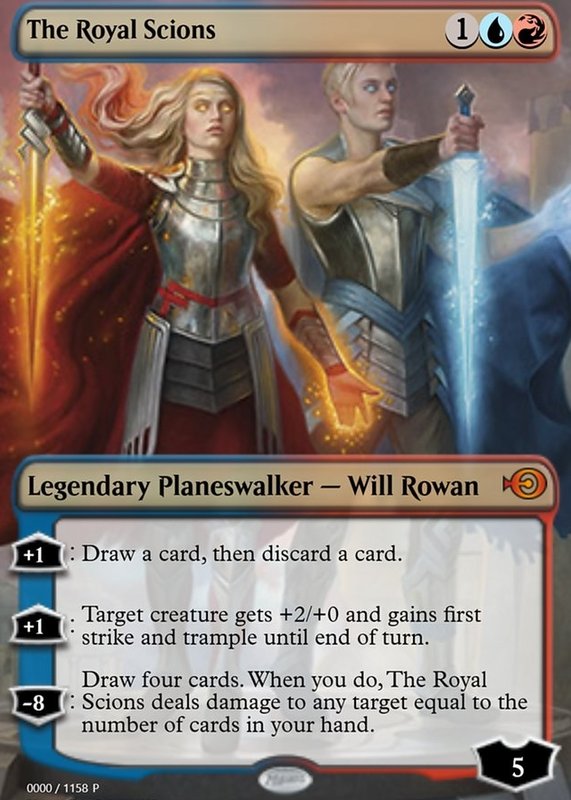 The Royal Scions
1
Legendary Planeswalker — Will Rowan
+1 : Draw a card, then discard a card.
+1 : Target creature gets +2/+0 and gains first
strike and trample until end of turn.
Draw four cards. When you do, The Royal
-8 : Scions deals damage to any target equal to the
number of cards in your hand.
5
0000 / 1158 P